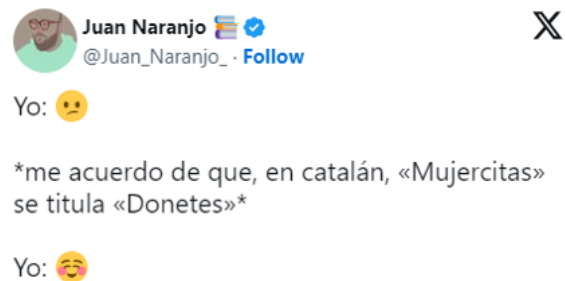 Juan Naranjo 📚
@Juan_Naranjo_ · Follow
Yo: 🫤
*me acuerdo de que, en catalán, «Mujercitas»
se titula «Donetes»*
Yo: ☺️